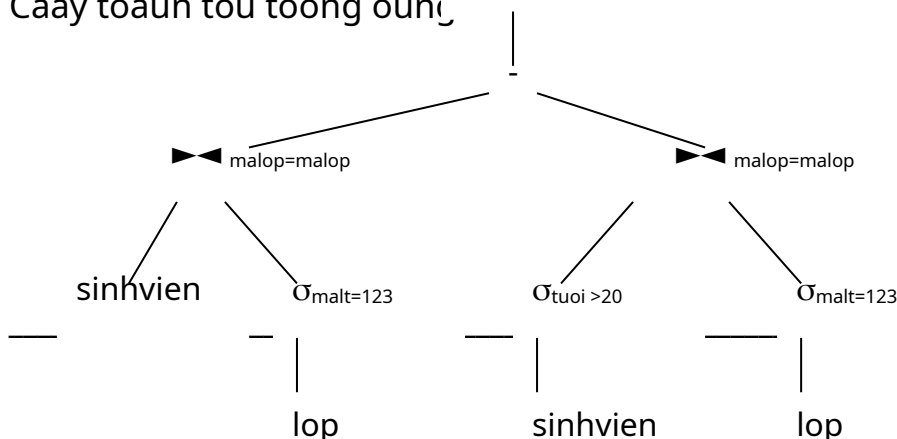 Caây toaùn töû töông öùng
-
►◄ malop=malop ►◄ malop=malop
sinhvien σmalt=123 σtuoi >20 σmalt=123
lop sinhvien lop